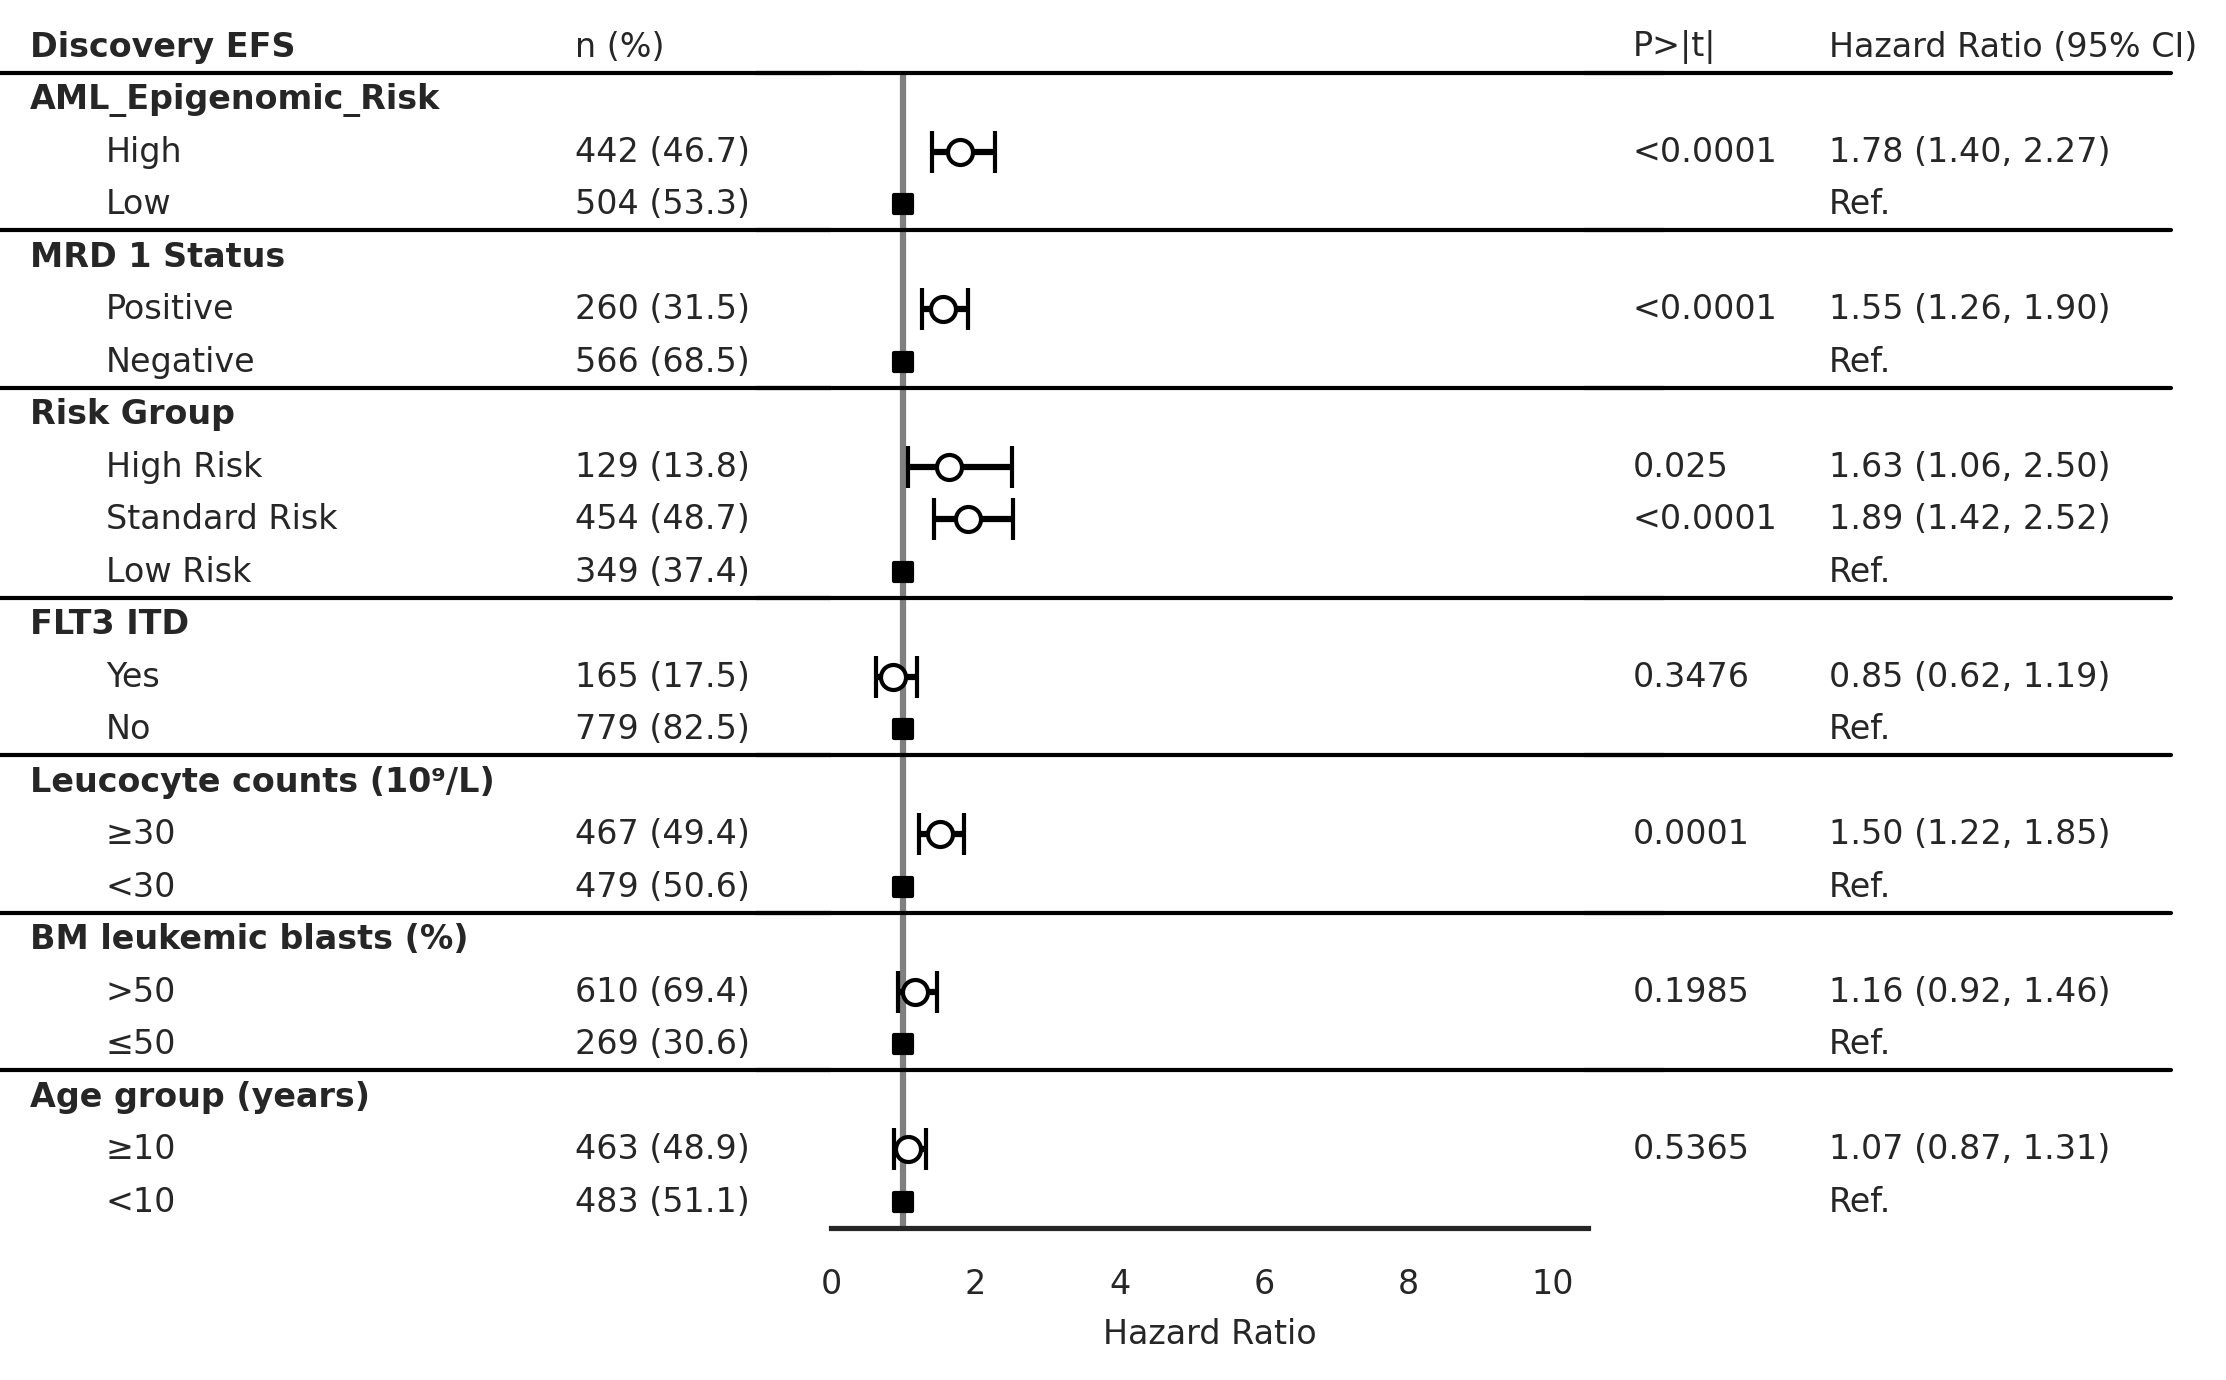 Discovery EFS n (%) P>|t| Hazard Ratio (95% CI)
AML_Epigenomic_Risk
High 442 (46.7) <0.0001 1.78 (1.40, 2.27)
Low 504 (53.3) Ref.
MRD 1 Status
Positive 260 (31.5) <0.0001 1.55 (1.26, 1.90)
Negative 566 (68.5) Ref.
Risk Group
High Risk 129 (13.8) 0.025 1.63 (1.06, 2.50)
Standard Risk 454 (48.7) <0.0001 1.89 (1.42, 2.52)
Low Risk 349 (37.4) Ref.
FLT3 ITD
Yes 165 (17.5) 0.3476 0.85 (0.62, 1.19)
No 779 (82.5) Ref.
Leucocyte counts (10⁹/L)
≥30 467 (49.4) 0.0001 1.50 (1.22, 1.85)
<30 479 (50.6) Ref.
BM leukemic blasts (%)
>50 610 (69.4) 0.1985 1.16 (0.92, 1.46)
≤50 269 (30.6) Ref.
Age group (years)
≥10 463 (48.9) 0.5365 1.07 (0.87, 1.31)
<10 483 (51.1) Ref.
0 2 4 6 8 10
Hazard Ratio